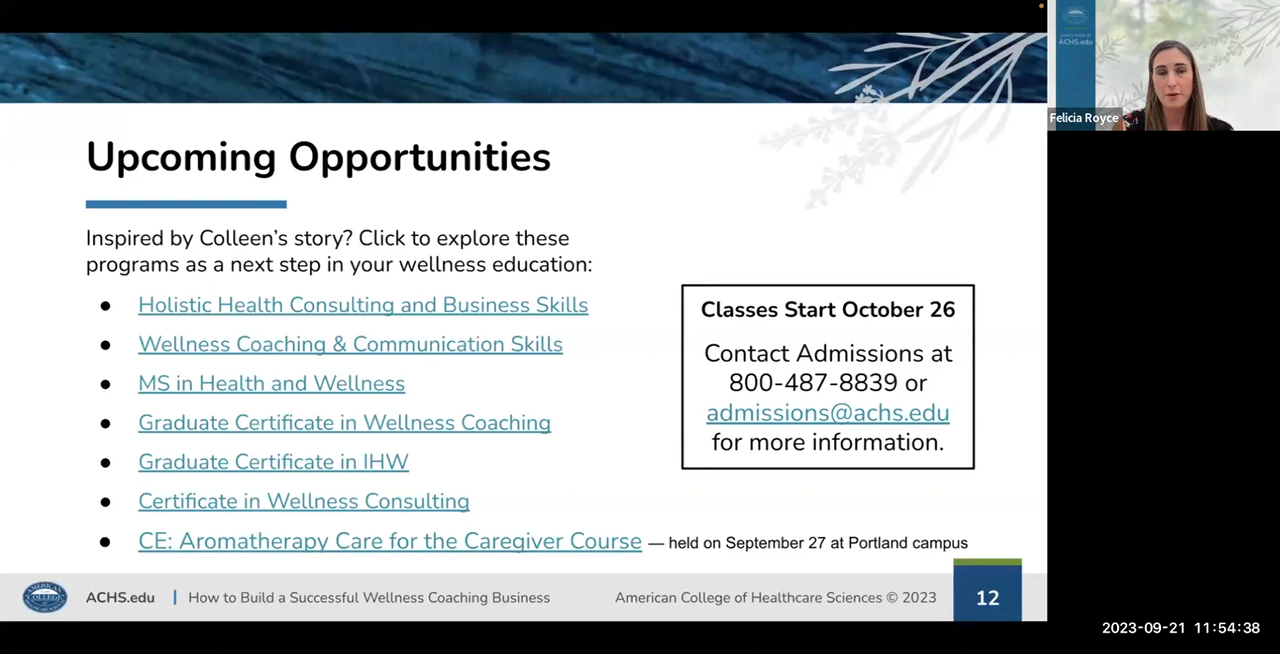 Upcoming Opportunities
Inspired by Colleen's story? Click to explore these
programs as a next step in your wellness education:
● Holistic Health Consulting and Business Skills
● Wellness Coaching & Communication Skills
● MS in Health and Wellness
● Graduate Certificate in Wellness Coaching
● Graduate Certificate in IHW
● Certificate in Wellness Consulting
● CE: Aromatherapy Care for the Caregiver Course — held on September 27 at Portland campus
Classes Start October 26
Contact Admissions at
800-487-8839 or
admissions@achs.edu
for more information.
ACHS.edu | How to Build a Successful Wellness Coaching Business
American College of Healthcare Sciences © 2023
12
ACHS.edu
Felicia Royce
2023-09-21 11:54:38